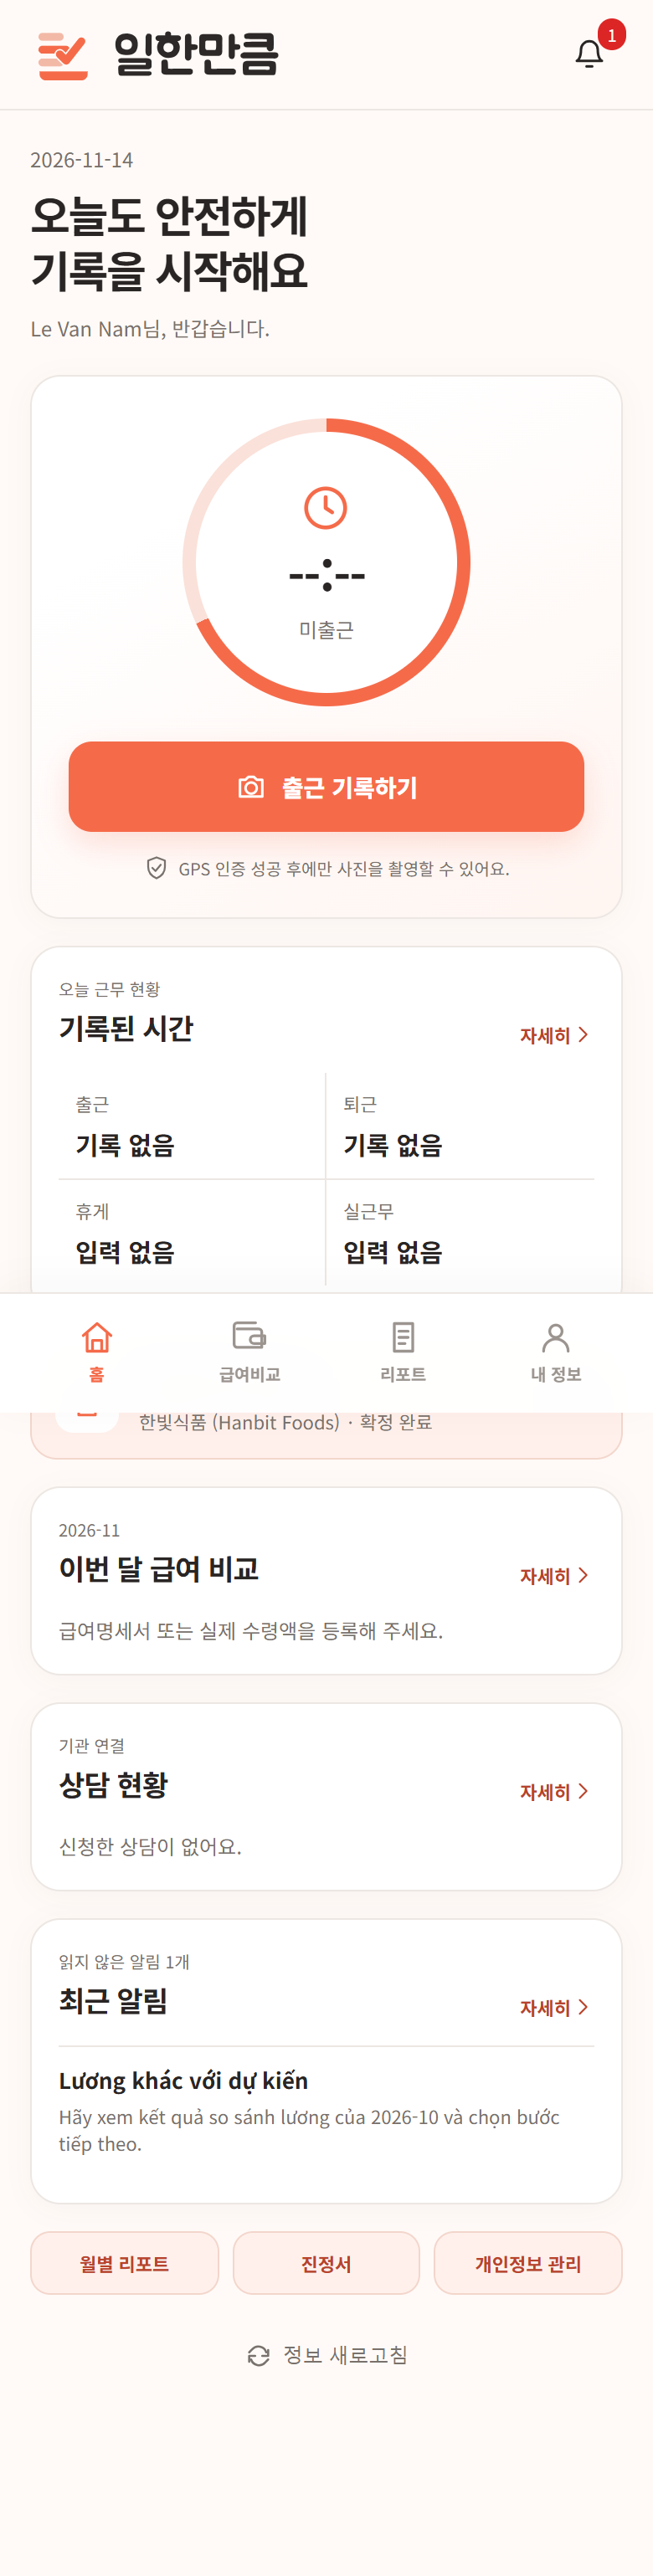 일한만큼
1
2026-11-14
오늘도 안전하게
기록을 시작해요
Le Van Nam님, 반갑습니다.
--:--
미출근
출근 기록하기
GPS 인증 성공 후에만 사진을 촬영할 수 있어요.
오늘 근무 현황
기록된 시간
자세히
출근
기록 없음
퇴근
기록 없음
휴게
입력 없음
실근무
입력 없음
홈
급여비교
리포트
내 정보
한빛식품 (Hanbit Foods) · 확정 완료
2026-11
이번 달 급여 비교
자세히
급여명세서 또는 실제 수령액을 등록해 주세요.
기관 연결
상담 현황
자세히
신청한 상담이 없어요.
읽지 않은 알림 1개
최근 알림
자세히
Lương khác với dự kiến
Hãy xem kết quả so sánh lương của 2026-10 và chọn bước
tiếp theo.
월별 리포트
진정서
개인정보 관리
정보 새로고침